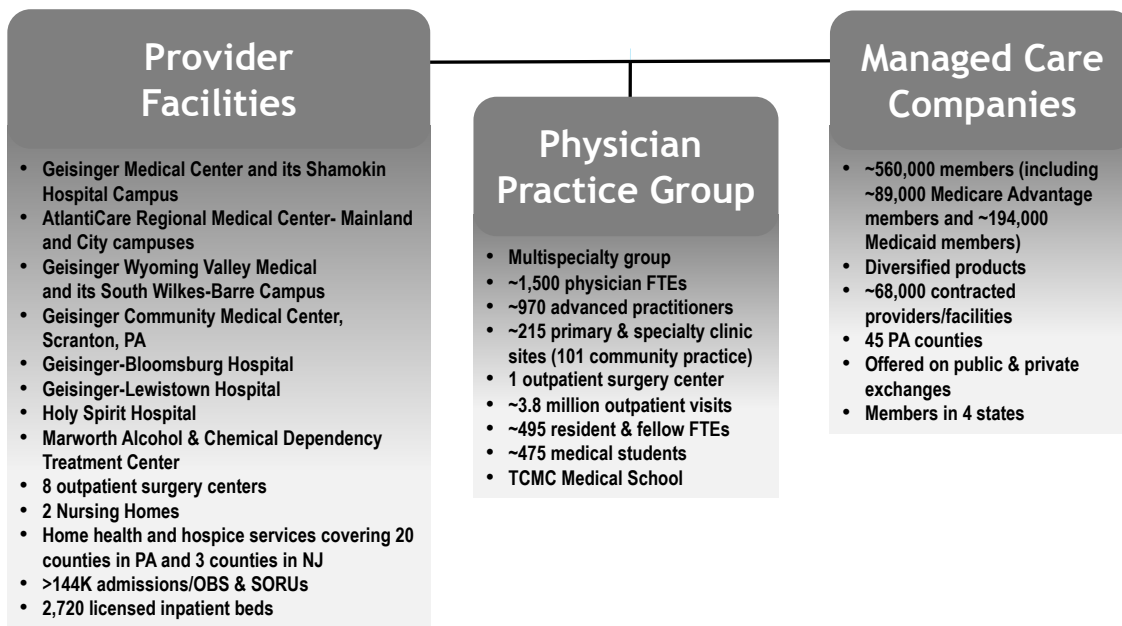 Provider
Facilities
• Geisinger Medical Center and its Shamokin
Hospital Campus
• AtlantiCare Regional Medical Center- Mainland
and City campuses
• Geisinger Wyoming Valley Medical
and its South Wilkes-Barre Campus
• Geisinger Community Medical Center,
Scranton, PA
• Geisinger-Bloomsburg Hospital
• Geisinger-Lewistown Hospital
• Holy Spirit Hospital
• Marworth Alcohol & Chemical Dependency
Treatment Center
• 8 outpatient surgery centers
• 2 Nursing Homes
• Home health and hospice services covering 20
counties in PA and 3 counties in NJ
• >144K admissions/OBS & SORUs
• 2,720 licensed inpatient beds
Physician
Practice Group
• Multispecialty group
• ~1,500 physician FTEs
• ~970 advanced practitioners
• ~215 primary & specialty clinic
sites (101 community practice)
• 1 outpatient surgery center
• ~3.8 million outpatient visits
• ~495 resident & fellow FTEs
• ~475 medical students
• TCMC Medical School
Managed Care
Companies
• ~560,000 members (including
~89,000 Medicare Advantage
members and ~194,000
Medicaid members)
• Diversified products
• ~68,000 contracted
providers/facilities
• 45 PA counties
• Offered on public & private
exchanges
• Members in 4 states